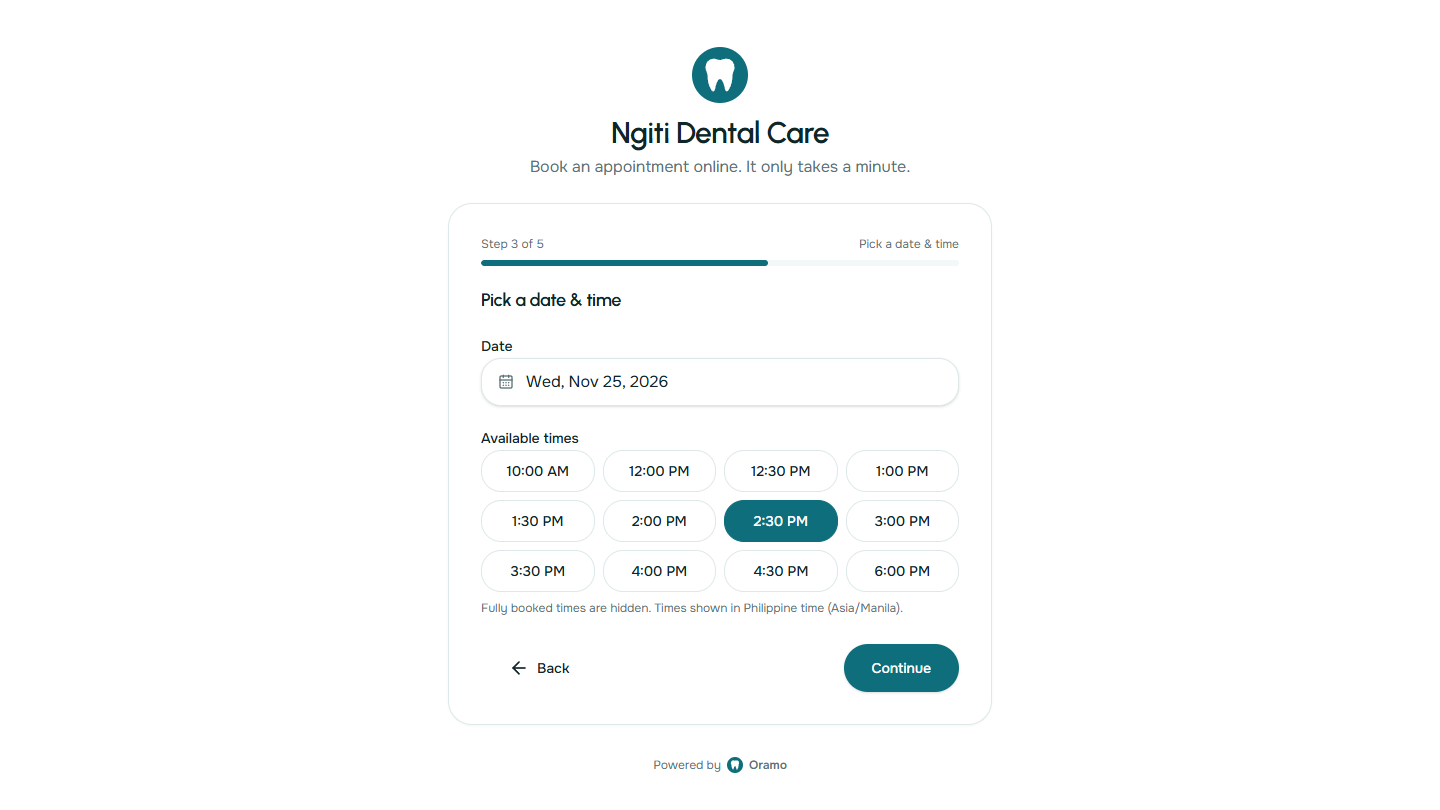 Ngiti Dental Care
Book an appointment online. It only takes a minute.
Step 3 of 5 Pick a date & time
Pick a date & time
Date
Wed, Nov 25, 2026
Available times
10:00 AM 12:00 PM 12:30 PM 1:00 PM
1:30 PM 2:00 PM 2:30 PM 3:00 PM
3:30 PM 4:00 PM 4:30 PM 6:00 PM
Fully booked times are hidden. Times shown in Philippine time (Asia/Manila).
Back Continue
Powered by Oramo